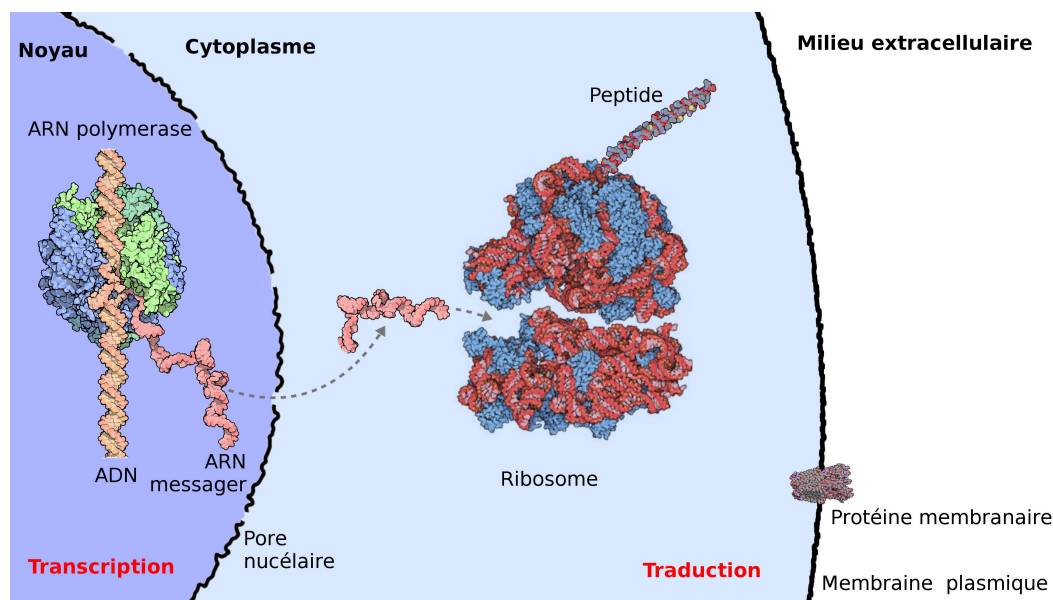 Noyau
Cytoplasme
Milieu extracellulaire
Peptide
ARN polymerase
ADN
ARN
messager
Ribosome
Protéine membranaire
Pore
nucélaire
Transcription
Traduction
Membraine plasmique